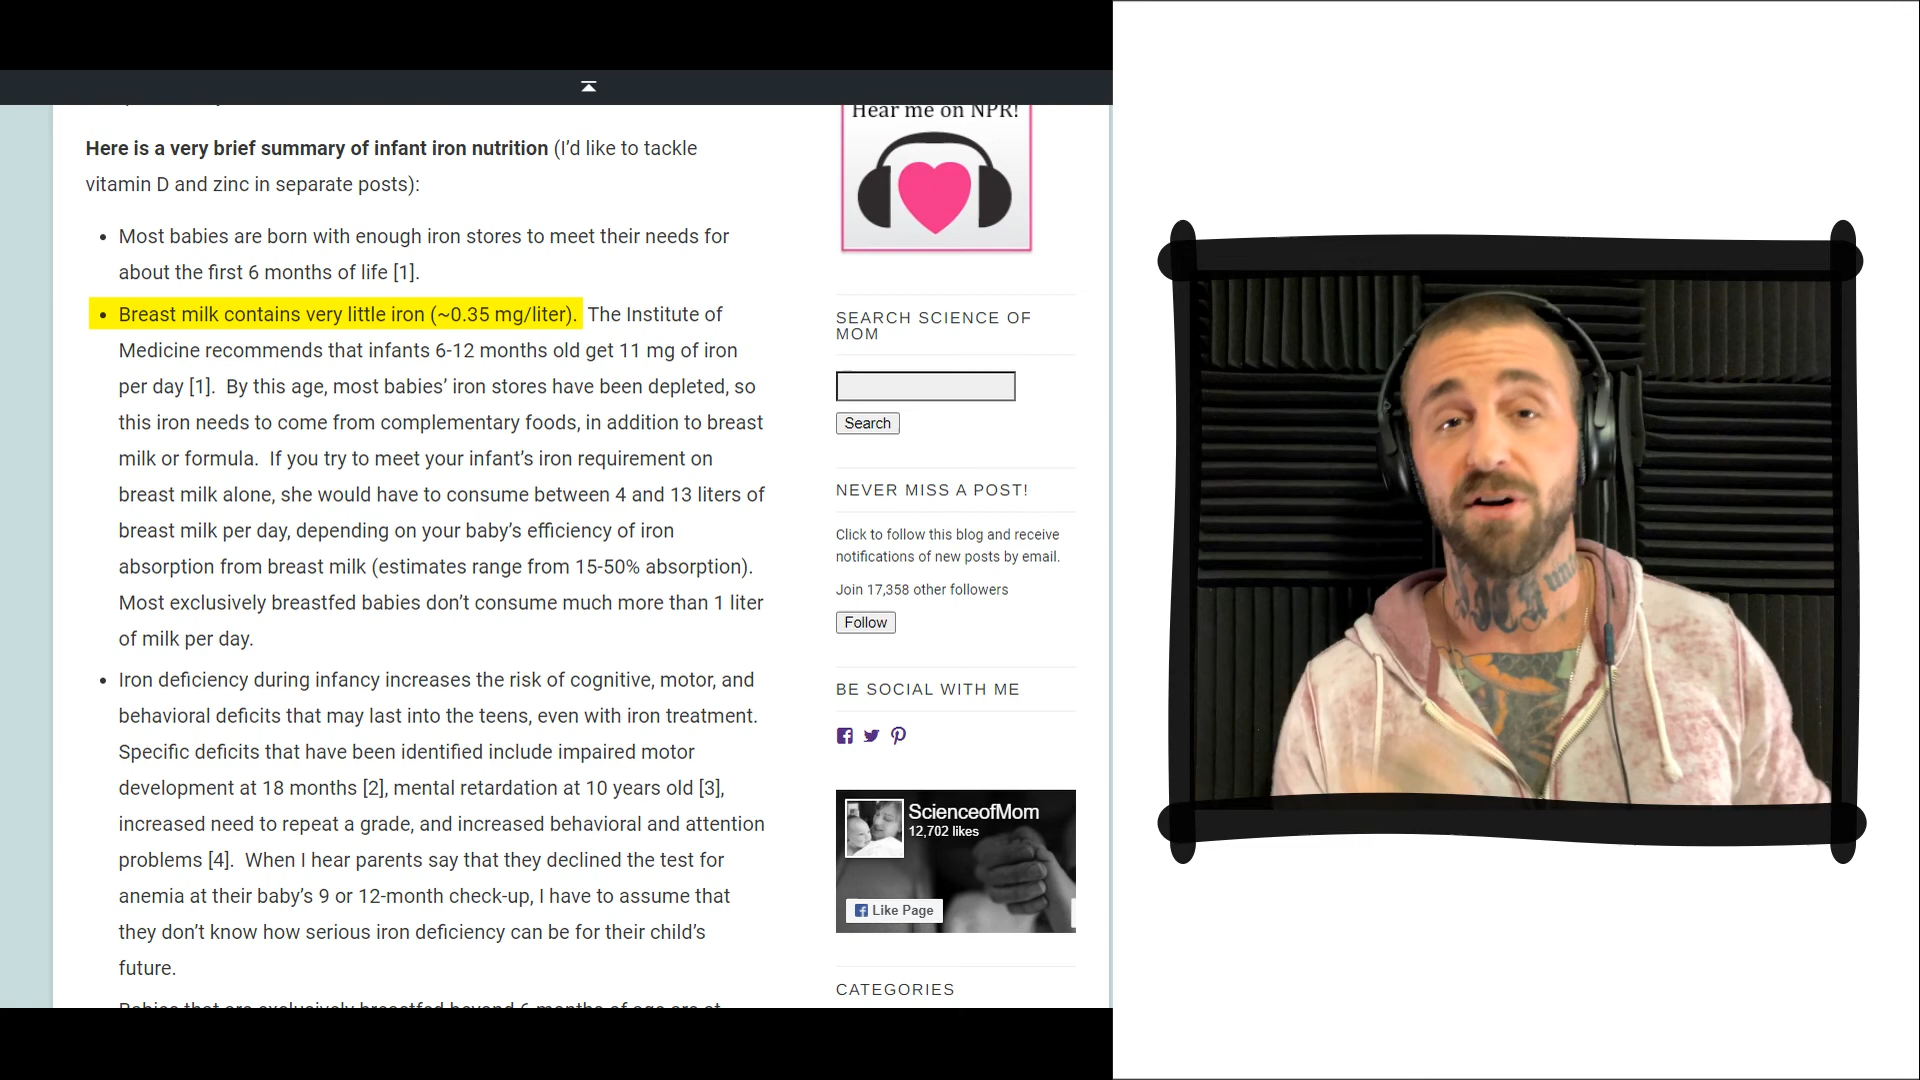 Here is a very brief summary of infant iron nutrition (I’d like to tackle
vitamin D and zinc in separate posts):
• Most babies are born with enough iron stores to meet their needs for
about the first 6 months of life [1].
• Breast milk contains very little iron (~0.35 mg/liter). The Institute of
Medicine recommends that infants 6-12 months old get 11 mg of iron
per day [1].  By this age, most babies’ iron stores have been depleted, so
this iron needs to come from complementary foods, in addition to breast
milk or formula.  If you try to meet your infant’s iron requirement on
breast milk alone, she would have to consume between 4 and 13 liters of
breast milk per day, depending on your baby’s efficiency of iron
absorption from breast milk (estimates range from 15-50% absorption).
Most exclusively breastfed babies don’t consume much more than 1 liter
of milk per day.
• Iron deficiency during infancy increases the risk of cognitive, motor, and
behavioral deficits that may last into the teens, even with iron treatment.
Specific deficits that have been identified include impaired motor
development at 18 months [2], mental retardation at 10 years old [3],
increased need to repeat a grade, and increased behavioral and attention
problems [4].  When I hear parents say that they declined the test for
anemia at their baby’s 9 or 12-month check-up, I have to assume that
they don’t know how serious iron deficiency can be for their child’s
future.
Babies that are exclusively breastfed beyond 6 months of age are at
Hear me on NPR!
SEARCH SCIENCE OF
MOM
Search
NEVER MISS A POST!
Click to follow this blog and receive
notifications of new posts by email.
Join 17,358 other followers
Follow
BE SOCIAL WITH ME
ScienceofMom
12,702 likes
Like Page
CATEGORIES